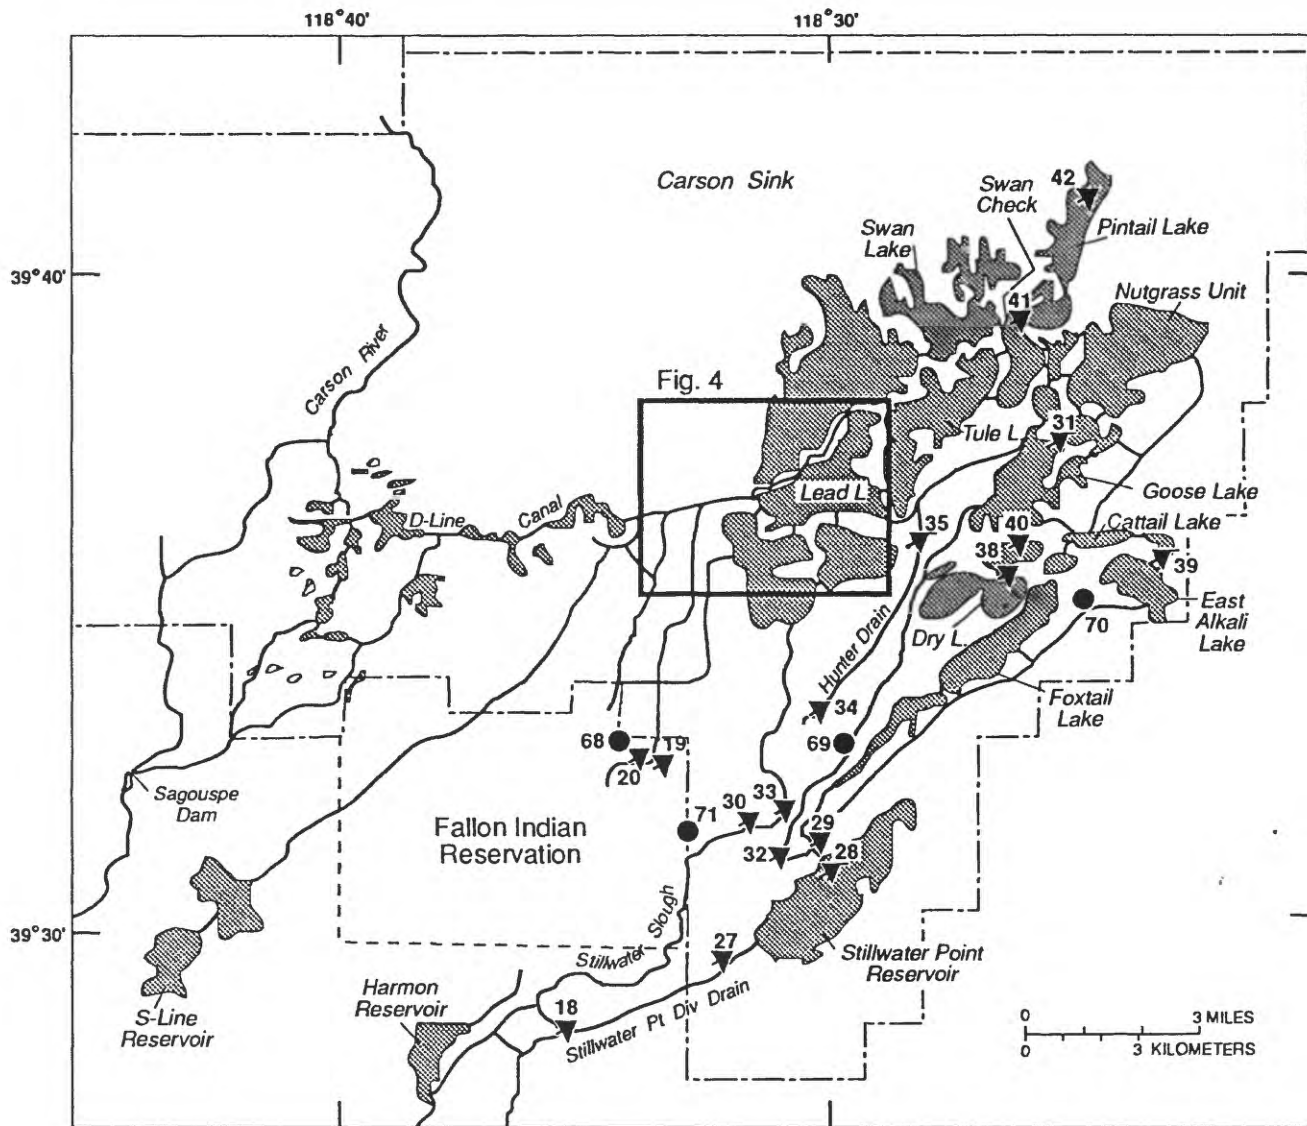 118°40'
118°30'
Carson Sink
Swan
Check
42
Swan
Lake
Pintail Lake
39°40'
41
Nutgrass Unit
Carson River
Fig. 4
31
Tule L.
Lead L.
Goose Lake
D-Line
Canal
35
40
Cattail Lake
38
39
70
East
Alkali
Lake
Dry L.
Hunter Drain
34
Foxtail
Lake
68
69
19
20
Sagouspe
Dam
33
30
71
29
Fallon Indian
Reservation
32
28
39°30'
Stillwater Slough
27
Stillwater Point
Reservoir
Harmon
Reservoir
18
S-Line
Reservoir
Stillwater Pt Div Drain
0 3 MILES
0 3 KILOMETERS